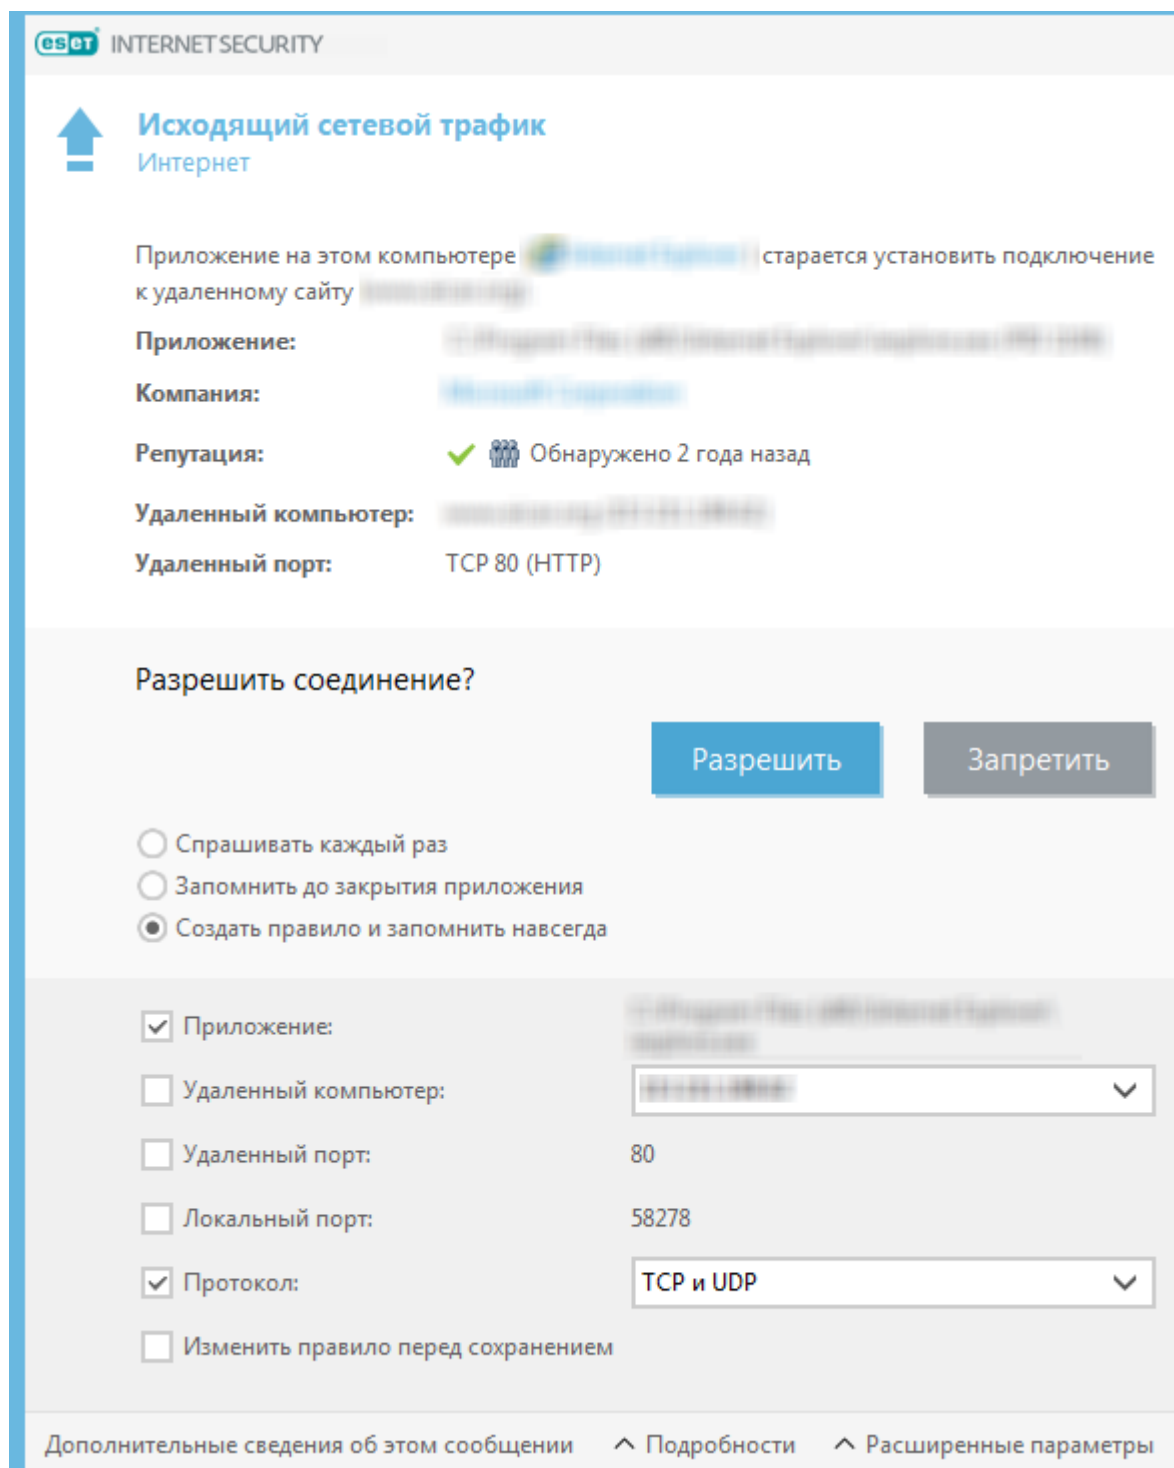 eset INTERNET SECURITY
Исходящий сетевой трафик
Интернет
Приложение на этом компьютере старается установить подключение
к удаленному сайту
Приложение:
Компания:
Репутация: Обнаружено 2 года назад
Удаленный компьютер:
Удаленный порт: TCP 80 (HTTP)
Разрешить соединение?
Разрешить Запретить
Спрашивать каждый раз
Запомнить до закрытия приложения
Создать правило и запомнить навсегда
Приложение:
Удаленный компьютер:
Удаленный порт: 80
Локальный порт: 58278
Протокол: TCP и UDP
Изменить правило перед сохранением
Дополнительные сведения об этом сообщении Подробности Расширенные параметры